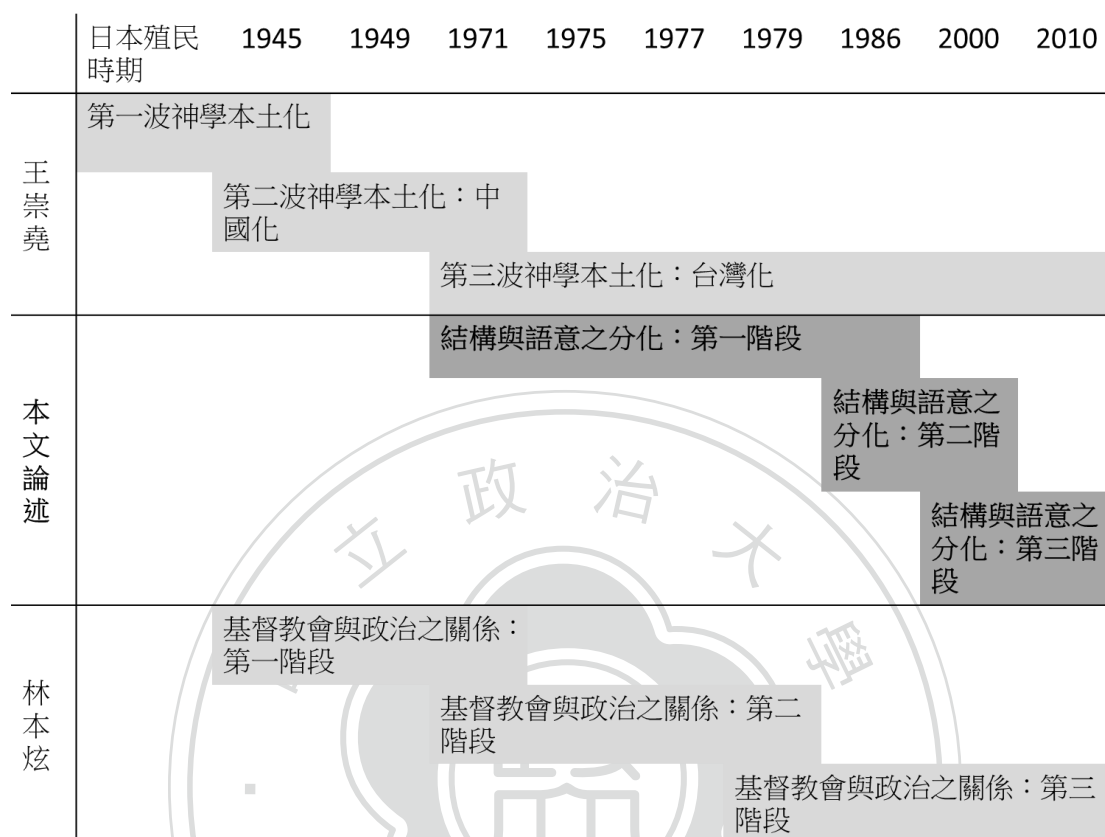 日本殖民
時期
1945 1949 1971 1975 1977 1979 1986 2000 2010
王崇堯
第一波神學本土化
第二波神學本土化：中
國化
第三波神學本土化：台灣化
本文論述
結構與語意之分化：第一階段
結構與語意之
分化：第二階
段
結構與語意之
分化：第三階
段
林本炫
基督教會與政治之關係：
第一階段
基督教會與政治之關係：第二
階段
基督教會與政治之關係：第三
階段
立政治大學